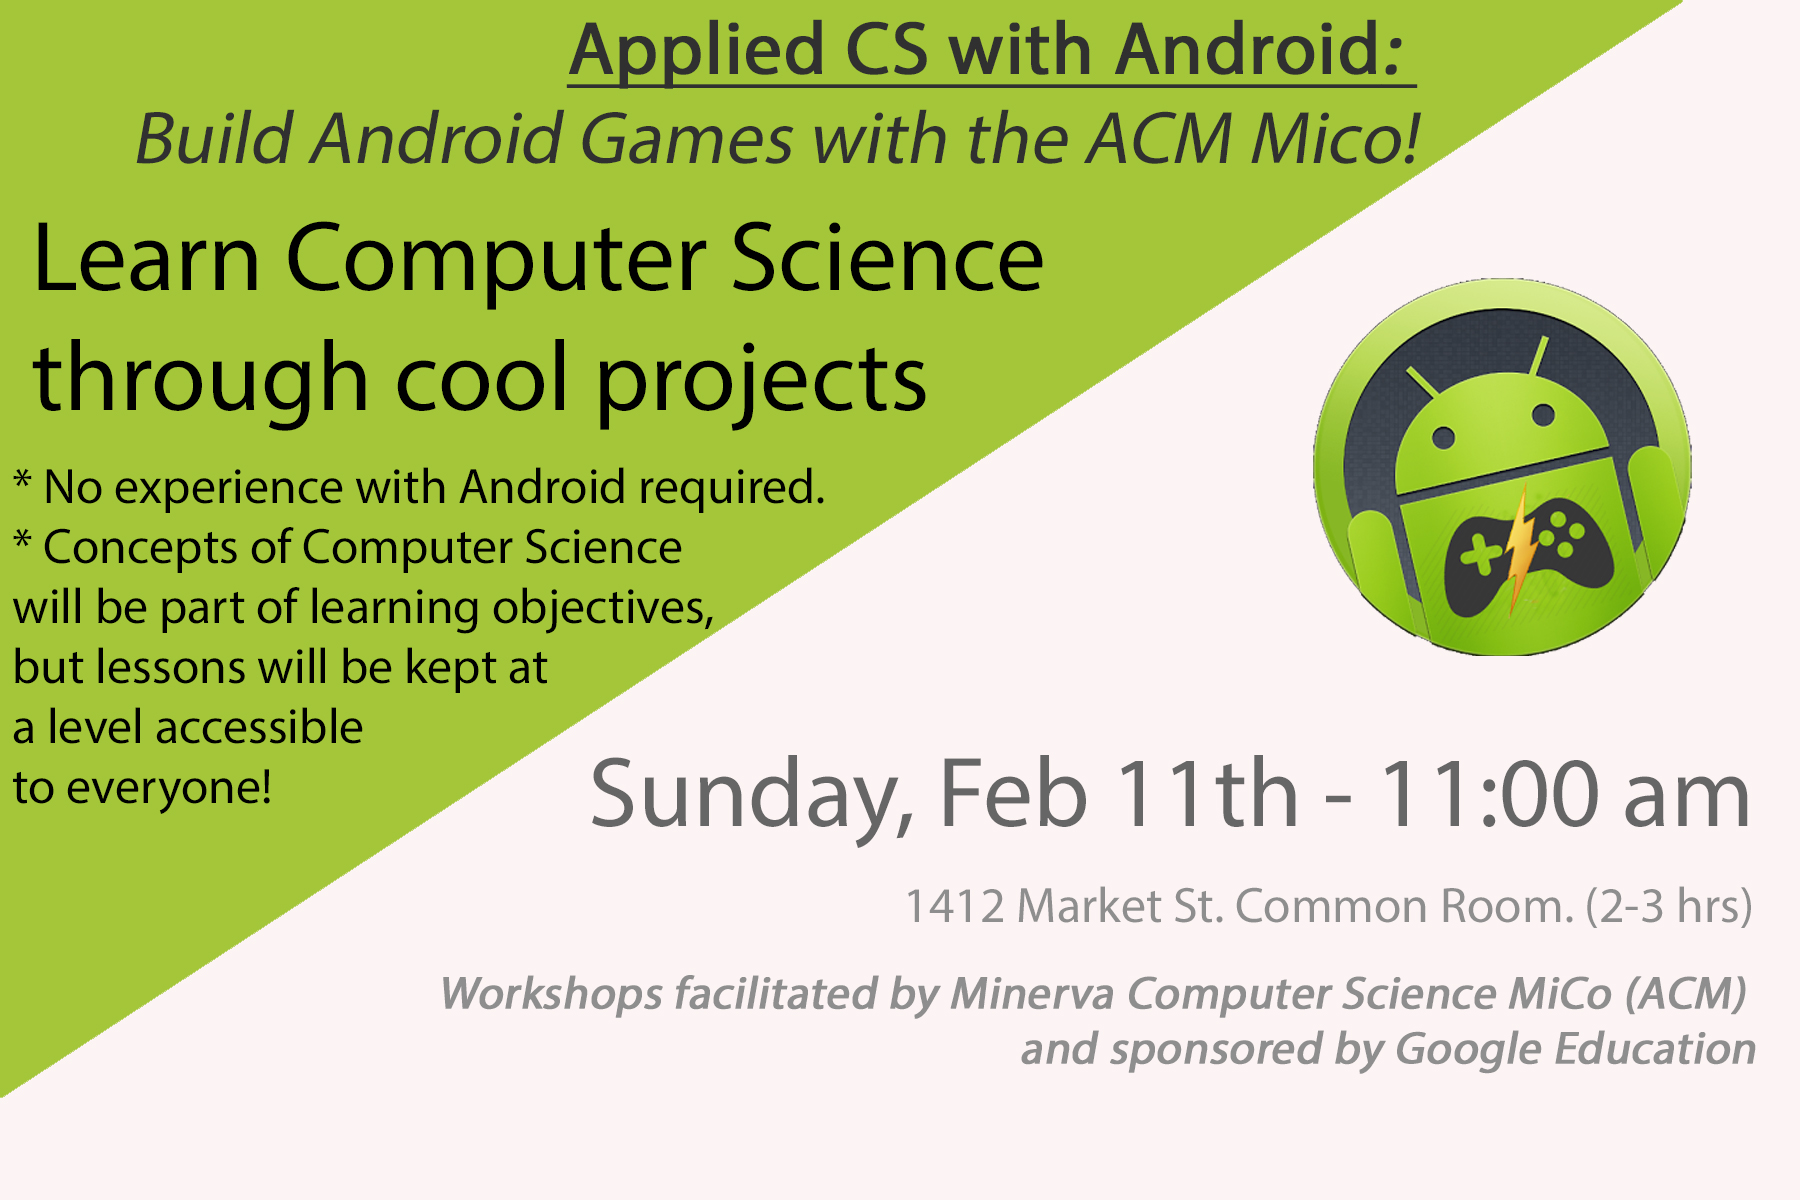 Applied CS with Android:
Build Android Games with the ACM Mico!
Learn Computer Science
through cool projects
* No experience with Android required.
* Concepts of Computer Science
will be part of learning objectives,
but lessons will be kept at
a level accessible
to everyone!
Sunday, Feb 11th - 11:00 am
1412 Market St. Common Room. (2-3 hrs)
Workshops facilitated by Minerva Computer Science MiCo (ACM)
and sponsored by Google Education